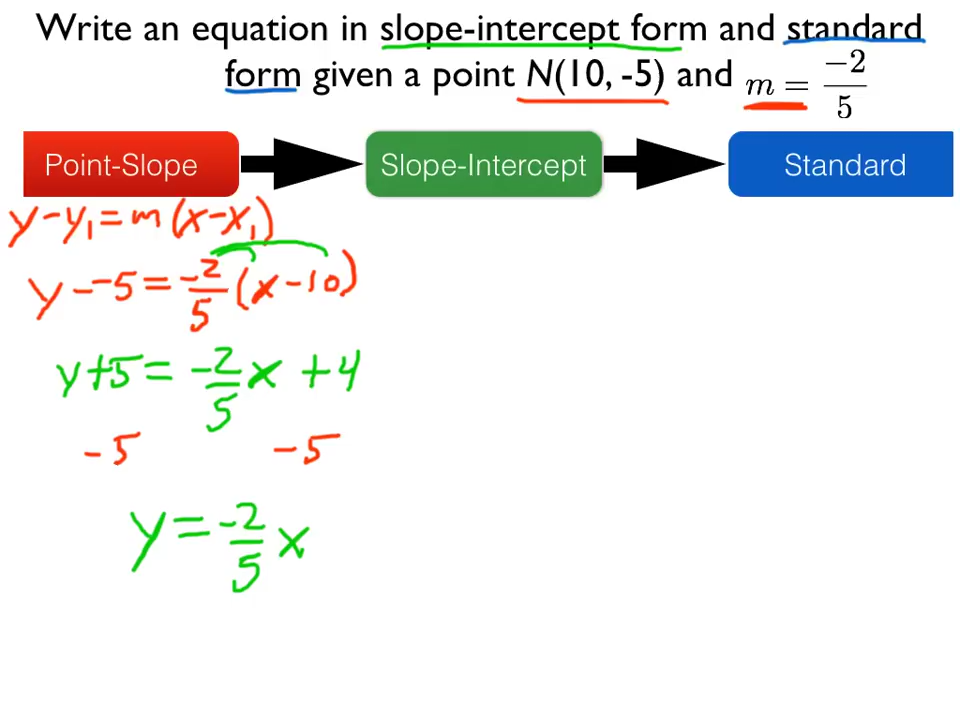 Write an equation in slope-intercept form and standard
form given a point N(10, -5) and m = −2/5
Point-Slope Slope-Intercept Standard
y-y₁=m(x-x₁)
y--5=-2/5(x-10)
y+5=-2/5x+4
-5 -5
y=-2/5x